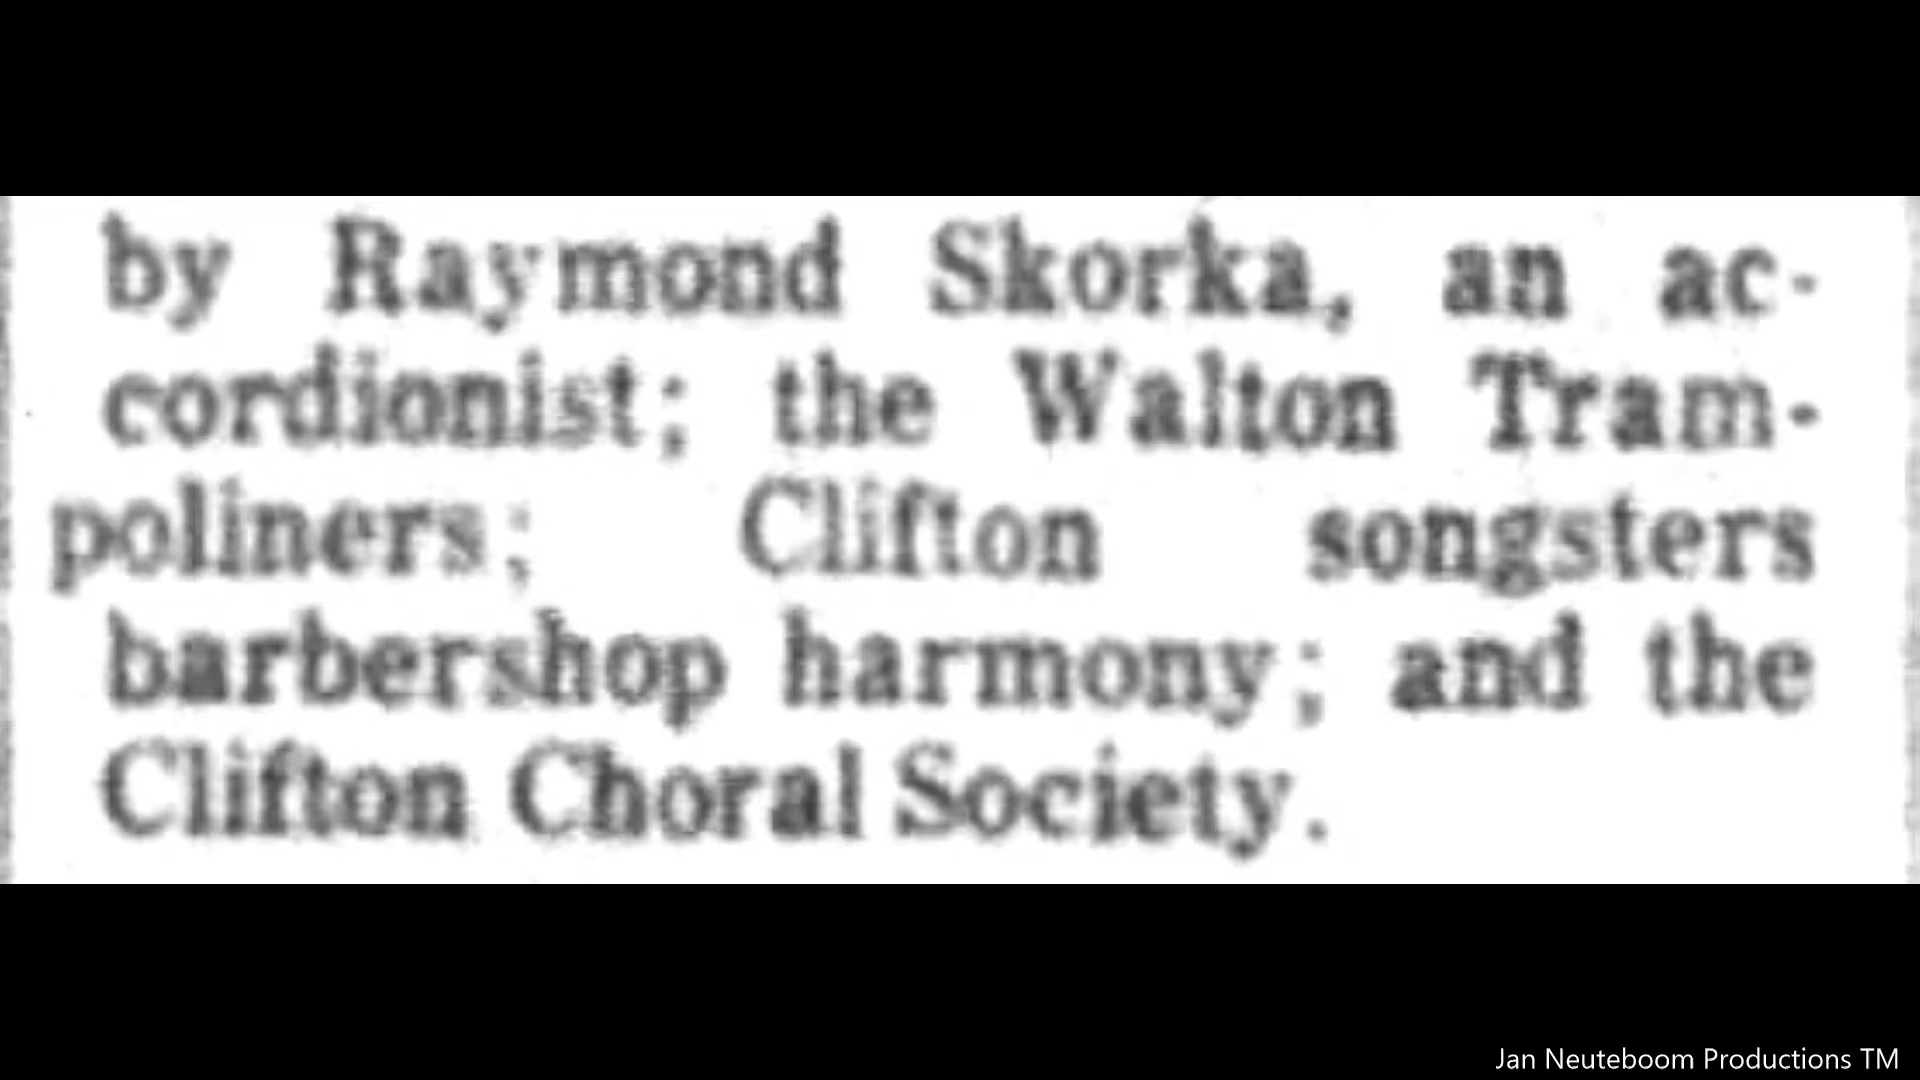 by Raymond Skorka, an ac-
cordionist; the Walton Tram-
poliners; Clifton songsters
barbershop harmony; and the
Clifton Choral Society.
Jan Neuteboom Productions TM